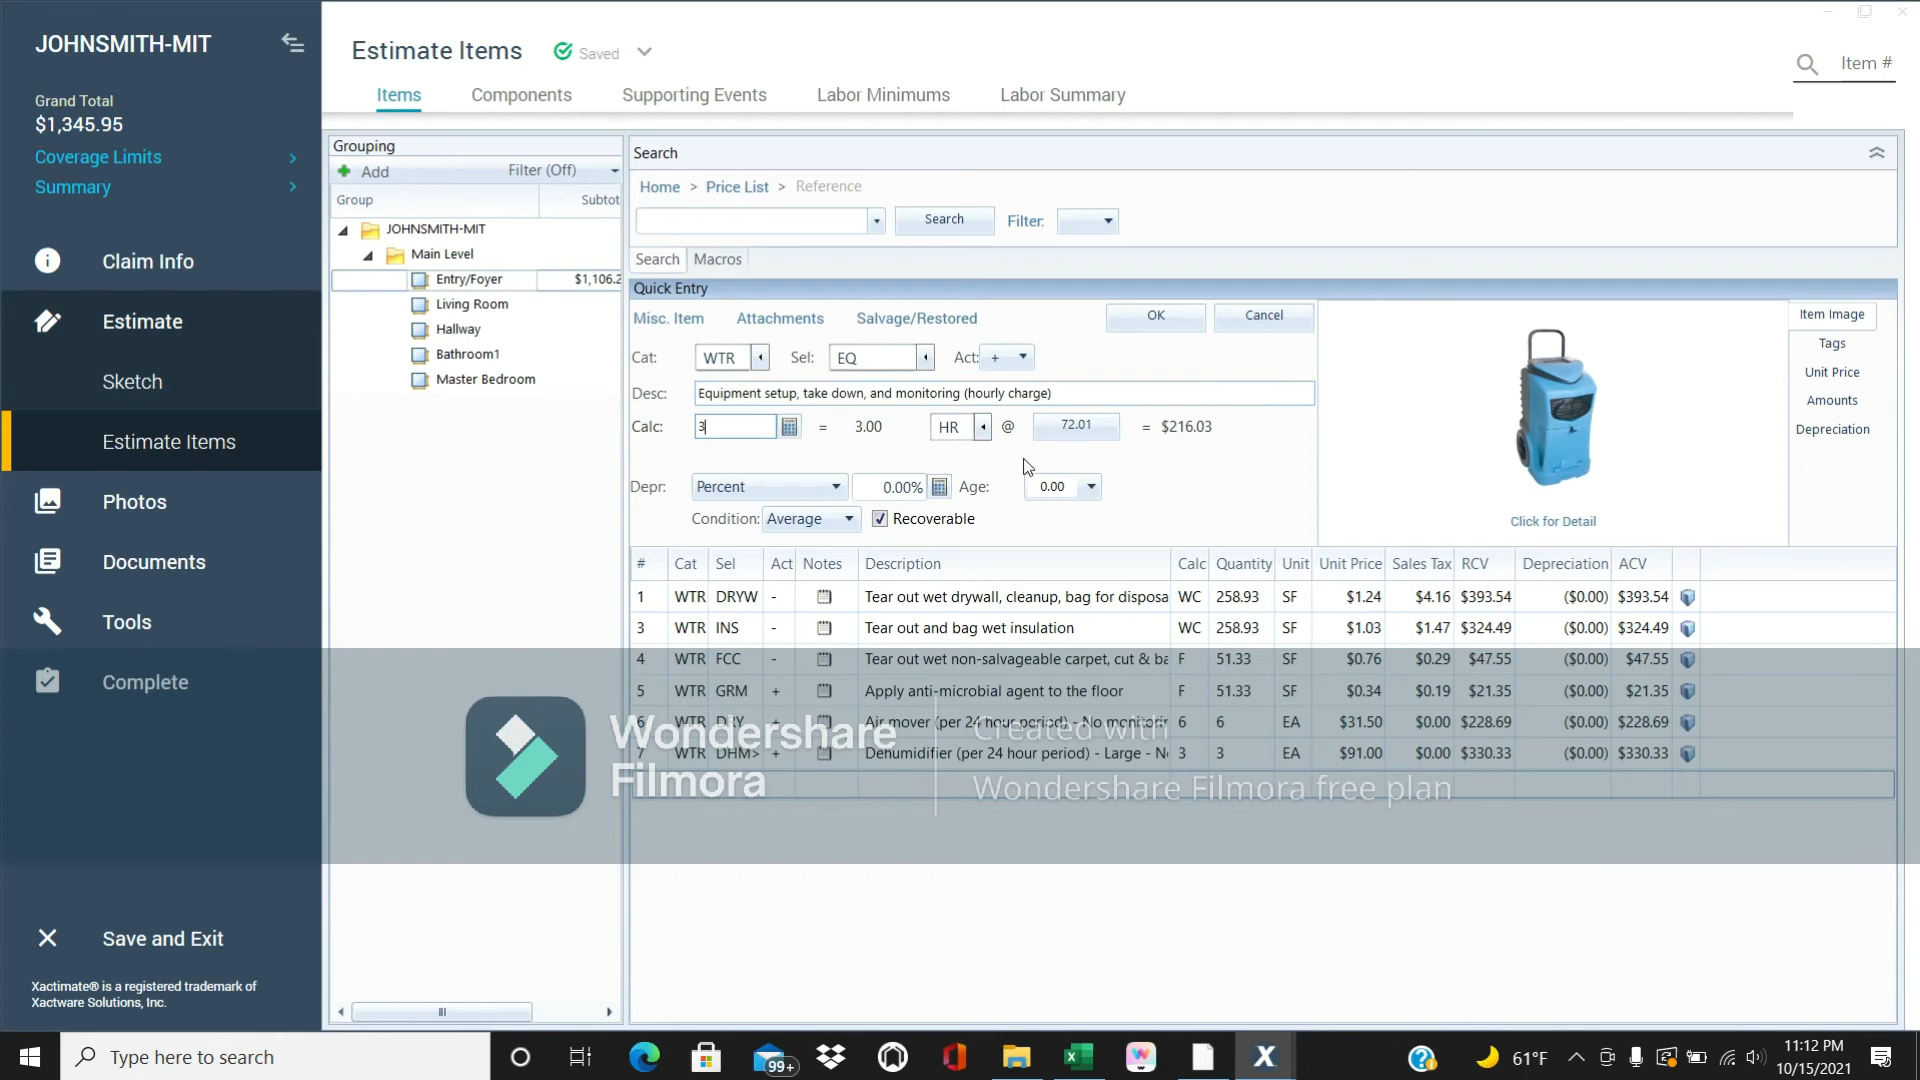 JOHNSMITH-MIT
Grand Total
$1,345.95
Coverage Limits
Summary
Claim Info
Estimate
Sketch
Estimate Items
Photos
Documents
Tools
Complete
Save and Exit
Xactimate® is a registered trademark of
Xactware Solutions, Inc.
Estimate Items Saved
Item #
Items Components Supporting Events Labor Minimums Labor Summary
Grouping
Add Filter (Off)
Group Subtot
JOHNSMITH-MIT
Main Level
Entry/Foyer $1,106.2
Living Room
Hallway
Bathroom1
Master Bedroom
Search
Home > Price List > Reference
Search Filter:
Search Macros
Quick Entry
Misc. Item Attachments Salvage/Restored OK Cancel
Cat: WTR Sel: EQ Act: +
Desc: Equipment setup, take down, and monitoring (hourly charge)
Calc: 3 = 3.00 HR @ 72.01 = $216.03
Depr: Percent 0.00% Age: 0.00
Condition: Average Recoverable
Click for Detail
Item Image
Tags
Unit Price
Amounts
Depreciation
# Cat Sel Act Notes Description Calc Quantity Unit Unit Price Sales Tax RCV Depreciation ACV
1 WTR DRYW - Tear out wet drywall, cleanup, bag for disposa WC 258.93 SF $1.24 $4.16 $393.54 ($0.00) $393.54
3 WTR INS - Tear out and bag wet insulation WC 258.93 SF $1.03 $1.47 $324.49 ($0.00) $324.49
4 WTR FCC - Tear out wet non-salvageable carpet, cut & ba F 51.33 SF $0.76 $0.29 $47.55 ($0.00) $47.55
5 WTR GRM + Apply anti-microbial agent to the floor F 51.33 SF $0.34 $0.19 $21.35 ($0.00) $21.35
6 WTR DRY + Air mover (per 24 hour period) - No monitorin 6 6 EA $31.50 $0.00 $228.69 ($0.00) $228.69
7 WTR DHM> + Dehumidifier (per 24 hour period) - Large - N 3 3 EA $91.00 $0.00 $330.33 ($0.00) $330.33
Wondershare
Filmora
Created with
Wondershare Filmora free plan
Type here to search
99+
61°F
11:12 PM
10/15/2021